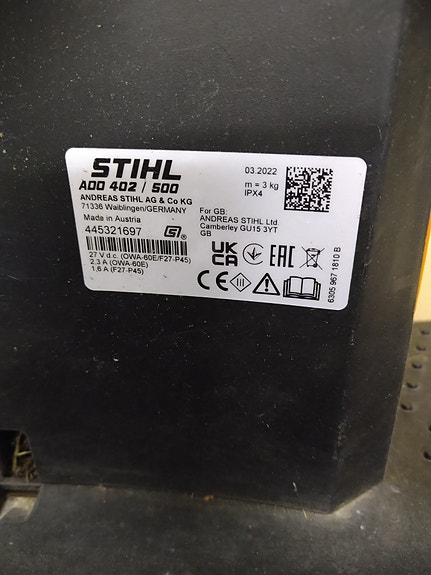 STIHL
ADO 402 / 500
ANDREAS STIHL AG & Co KG
71336 Waiblingen/GERMANY
Made in Austria
445321697
27 V d.c. (OWA-60E/F27-P45)
2,3 A (OWA-60E)
1,6 A (F27-P45)
03.2022
m = 3 kg
IPX4
For GB:
ANDREAS STIHL Ltd.
Camberley GU15 3YT
GB
UK
CA
EAC
CE
III
6305 967 1810 B